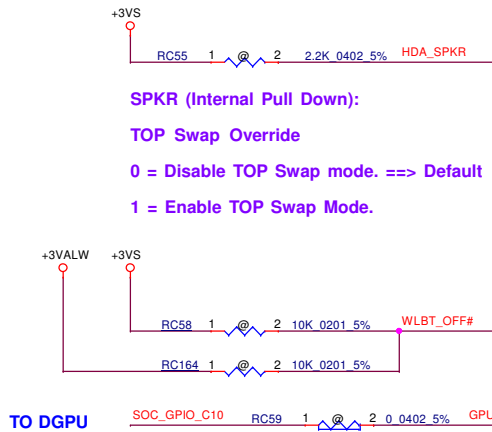 +3VS
RC55 1 @ 2 2.2K_0402_5% HDA_SPKR
SPKR (Internal Pull Down):
TOP Swap Override
0 = Disable TOP Swap mode. ==> Default
1 = Enable TOP Swap Mode.
+3VALW +3VS
RC58 1 @ 2 10K_0201_5% WLBT_OFF#
RC164 1 @ 2 10K_0201_5%
TO DGPU SOC_GPIO_C10 RC59 1 @ 2 0_0402_5% GPU